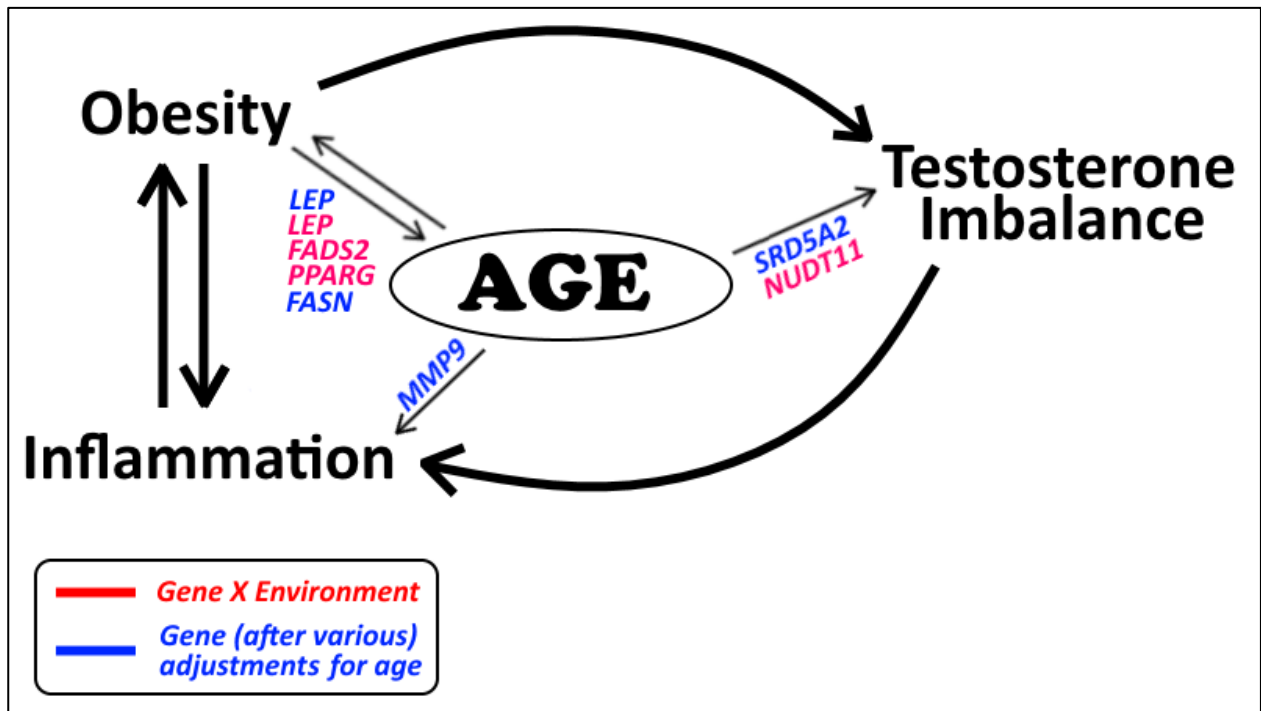 Obesity
Testosterone
Imbalance
LEP
LEP
FADS2
PPARG
FASN
AGE
SRD5A2
NUDT11
MMP9
Inflammation
Gene X Environment
Gene (after various)
adjustments for age